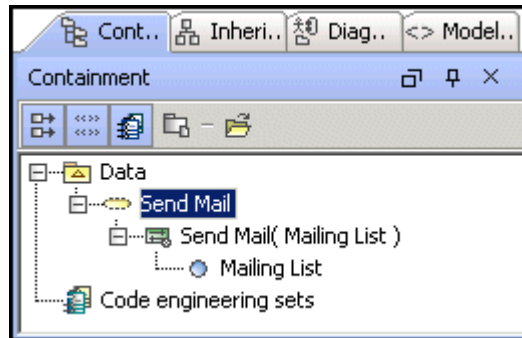 Cont.. Inheri.. Diag.. <> Model..
Containment
Data
Send Mail
Send Mail( Mailing List )
Mailing List
Code engineering sets